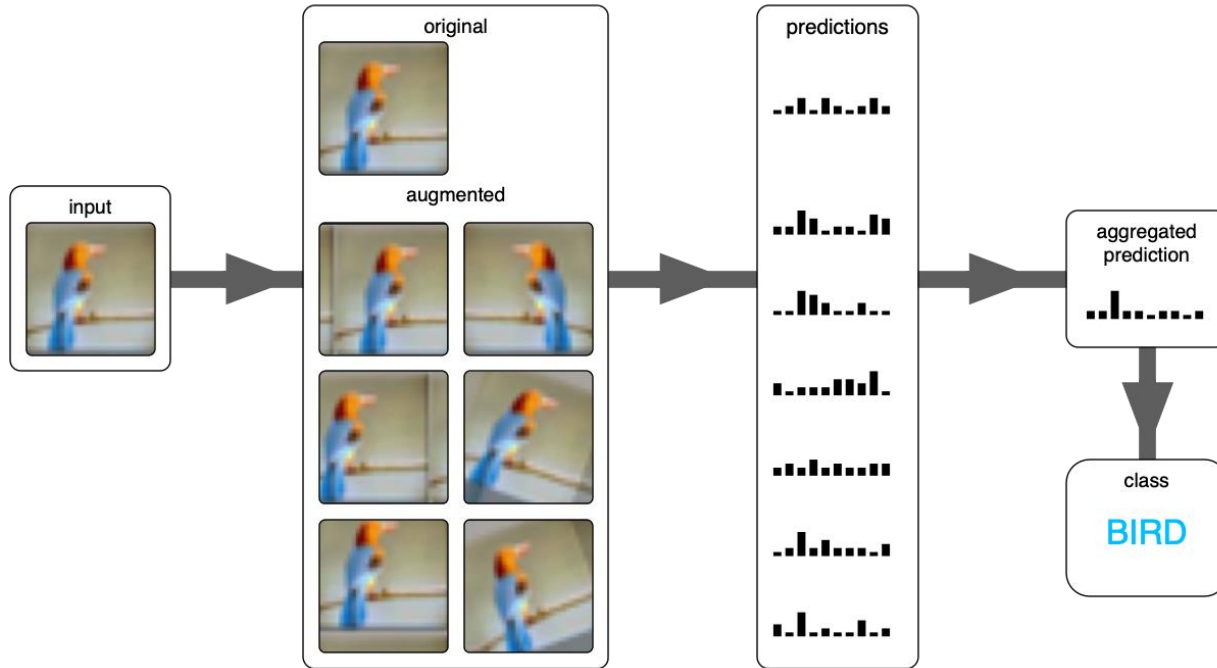 input
original
augmented
predictions
aggregated
prediction
class
BIRD